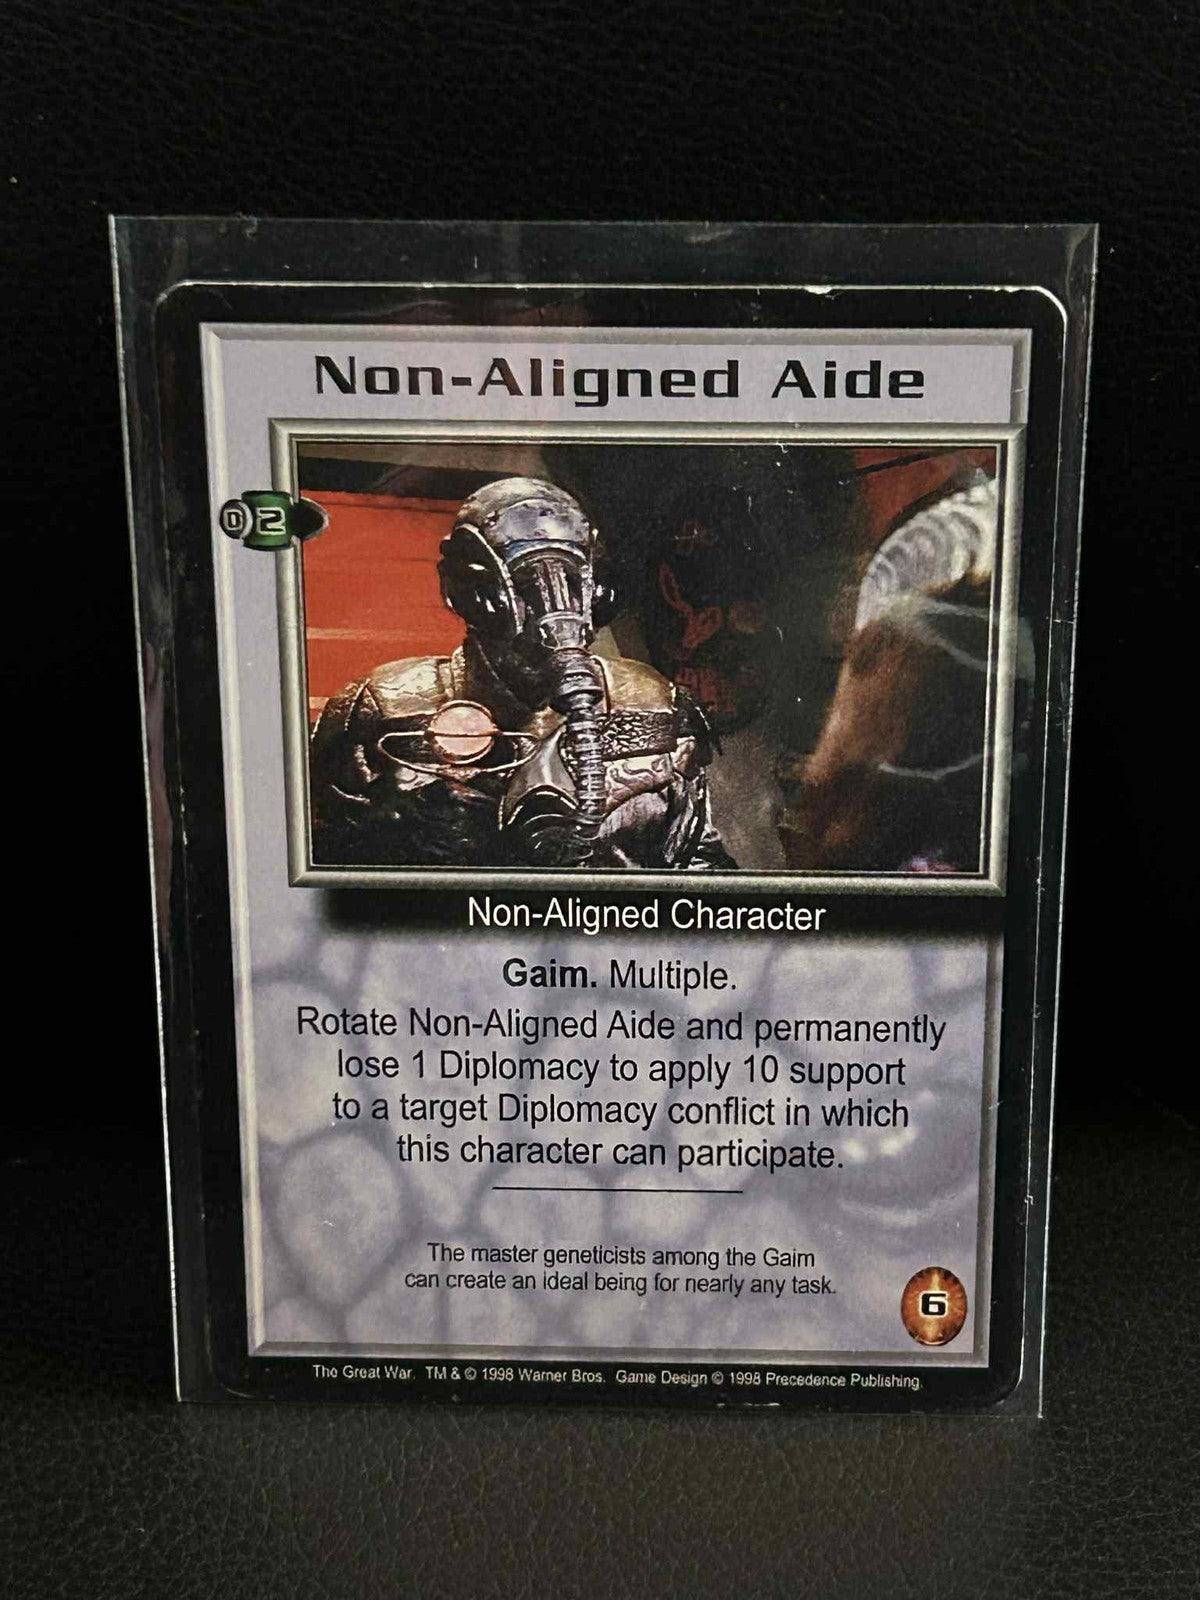 Non-Aligned Aide
D 2
Non-Aligned Character
Gaim. Multiple.
Rotate Non-Aligned Aide and permanently
lose 1 Diplomacy to apply 10 support
to a target Diplomacy conflict in which
this character can participate.
The master geneticists among the Gaim
can create an ideal being for nearly any task.
6
The Great War. TM & © 1998 Warner Bros. Game Design © 1998 Precedence Publishing.